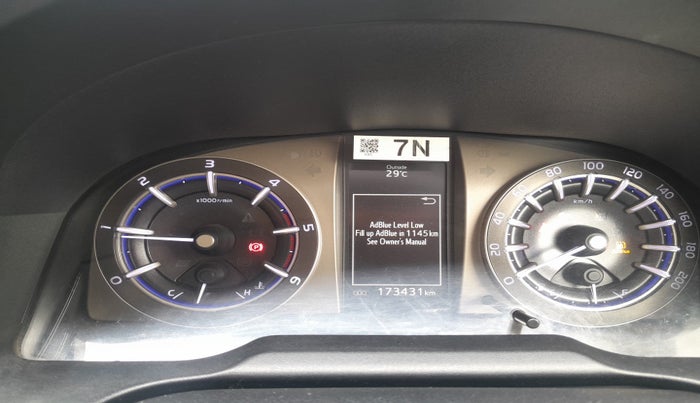 7N
Outside
29°C
AdBlue Level Low
Fill up AdBlue in 1145 km
See Owner's Manual
ODO 173431 km
0 1 2 3 4 5 6
x1000r/min
P
C H
0 20 40 60 80 100 120 140 160 180 200
km/h
F